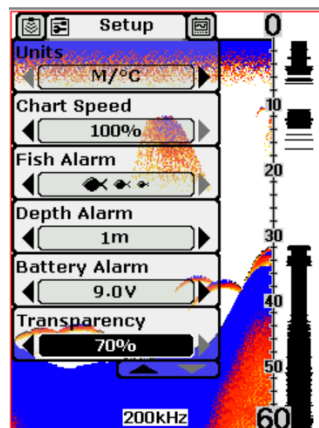 Setup
0
Units
M/°C
Chart Speed
10
100%
Fish Alarm
20
Depth Alarm
1m
30
Battery Alarm
9.0V
40
Transparency
70%
50
200kHz
60